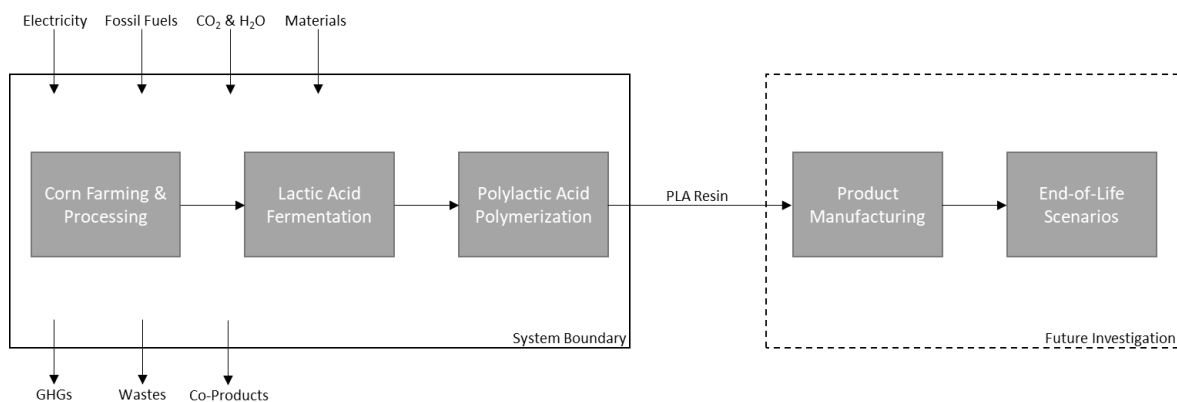 Electricity
Fossil Fuels
CO₂ & H₂O
Materials
Corn Farming &
Processing
Lactic Acid
Fermentation
Polylactic Acid
Polymerization
PLA Resin
Product
Manufacturing
End-of-Life
Scenarios
System Boundary
Future Investigation
GHGs
Wastes
Co-Products